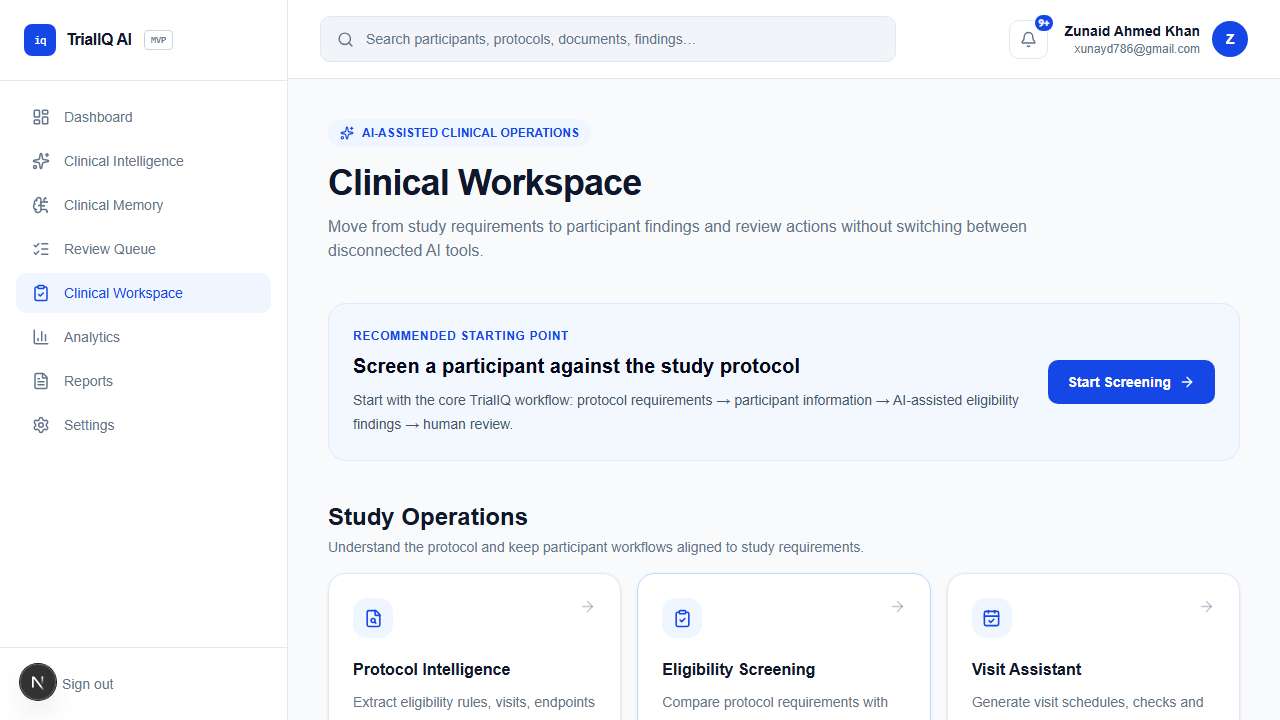 iq TrialIQ AI MVP
Search participants, protocols, documents, findings…
9+
Zunaid Ahmed Khan
xunayd786@gmail.com
Z
Dashboard
Clinical Intelligence
Clinical Memory
Review Queue
Clinical Workspace
Analytics
Reports
Settings
N Sign out
AI-ASSISTED CLINICAL OPERATIONS
Clinical Workspace
Move from study requirements to participant findings and review actions without switching between
disconnected AI tools.
RECOMMENDED STARTING POINT
Screen a participant against the study protocol
Start with the core TrialIQ workflow: protocol requirements → participant information → AI-assisted eligibility
findings → human review.
Start Screening →
Study Operations
Understand the protocol and keep participant workflows aligned to study requirements.
Protocol Intelligence
Extract eligibility rules, visits, endpoints
Eligibility Screening
Compare protocol requirements with
Visit Assistant
Generate visit schedules, checks and